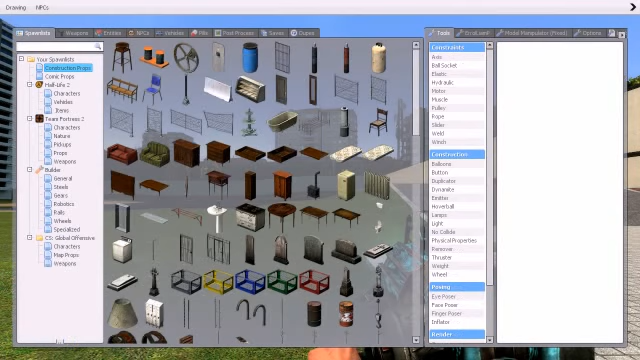 Drawing NPCs
Spawnlists Weapons Entities NPCs Vehicles Post-Process Saves Dupes
Tools Model Manipulator Options
Your Spawnlists
Construction Props
Comic Props
Half-Life 2
Characters
Vehicles
Items
Team Fortress 2
Characters
Nature
Pickups
Props
Weapons
Builder
General
Steels
Gears
Robotics
Rails
Wheels
Specialized
CS: Global Offensive
Characters
Map Props
Weapons
Constraints
Axis
Ball Socket
Elastic
Hydraulic
Motor
Muscle
Pulley
Rope
Slider
Weld
Winch
Construction
Balloons
Button
Duplicator
Dynamite
Emitter
Hoverball
Lamps
Light
No Collide
Physical Properties
Remover
Thruster
Weight
Wheel
Posing
Eye Poser
Face Poser
Finger Poser
Inflator
Render